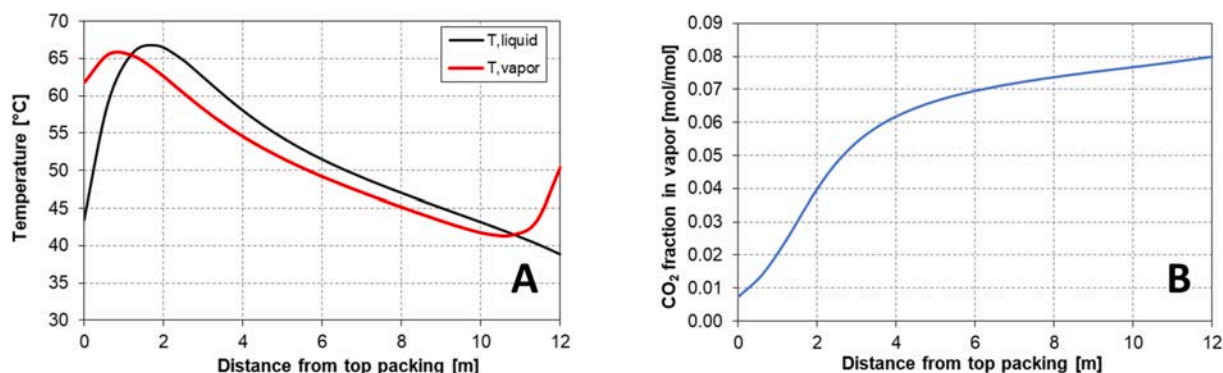 70
65
60
55
50
45
40
35
30
Temperature [°C]
0 2 4 6 8 10 12
Distance from top packing [m]
T,liquid
T,vapor
A
0.09
0.08
0.07
0.06
0.05
0.04
0.03
0.02
0.01
0.00
CO₂ fraction in vapor [mol/mol]
0 2 4 6 8 10 12
Distance from top packing [m]
B